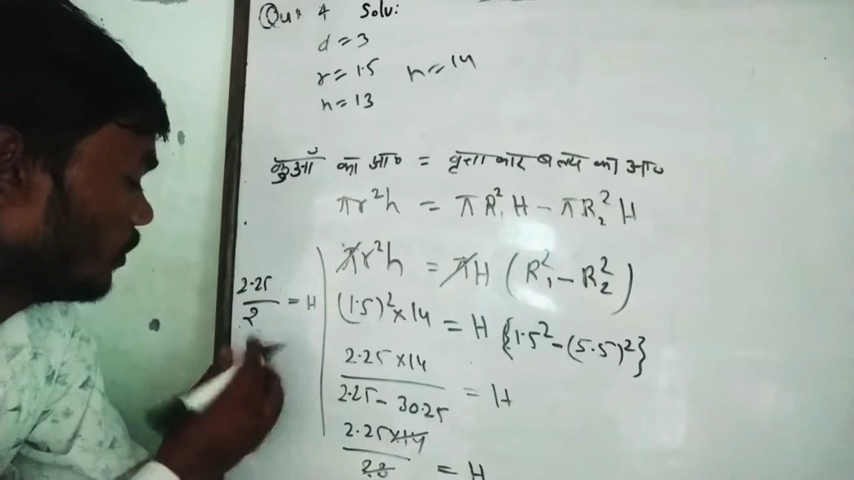 Que 4 Solv:
d = 3
r = 1.5 h = 14
h = 13
कुआँ का आ० = वृत्ता कार वलय का आ०
πr²h = πR₁²H - πR₂²H
πr²h = πH (R₁² - R₂²)
(1.5)² × 14 = H {1.5² - (5.5)²}
2.25 × 14 / 2.25 - 30.25 = H
2.25 × 14 / 28 = H
2.25 / 2 = H